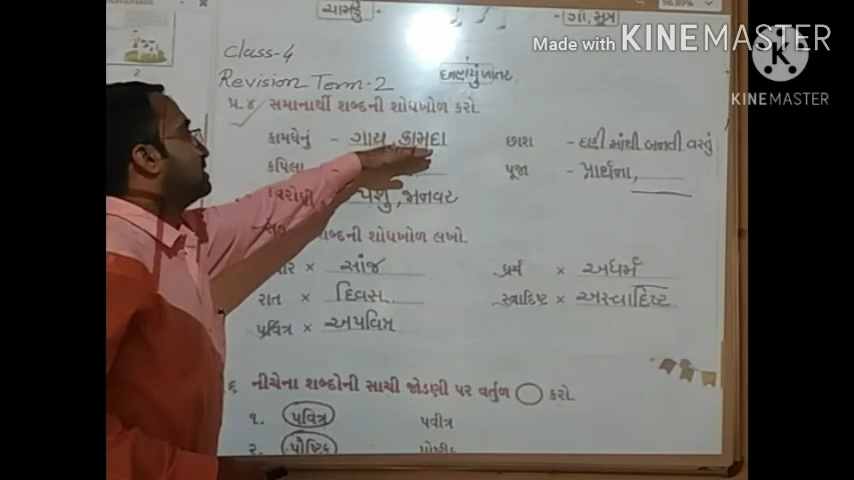 ચામડું - - ગૌ, મૂત્ર
Made with KINEMASTER
KINEMASTER
2
Class-4
Revision Term-2
પ્ર.૪ સમાનાર્થી શબ્દની શોધખોળ કરો.
કામધેનું - ગાય, કામદા છાશ - દહીં માંથી બનતી વસ્તું
કપિલા પૂજા - પ્રાર્થના,
પશુ, જાનવર
શબ્દની શોધખોળ લખો.
× સાંજ ધર્મ × અધર્મ
રાત × દિવસ સ્વાદિષ્ટ × અસ્વાદિષ્ટ
પવિત્ર × અપવિત્ર
૬ નીચેના શબ્દોની સાચી જોડણી પર વર્તુળ કરો.
૧. પવિત્ર પવીત્ર
૨. પૌષ્ટિક